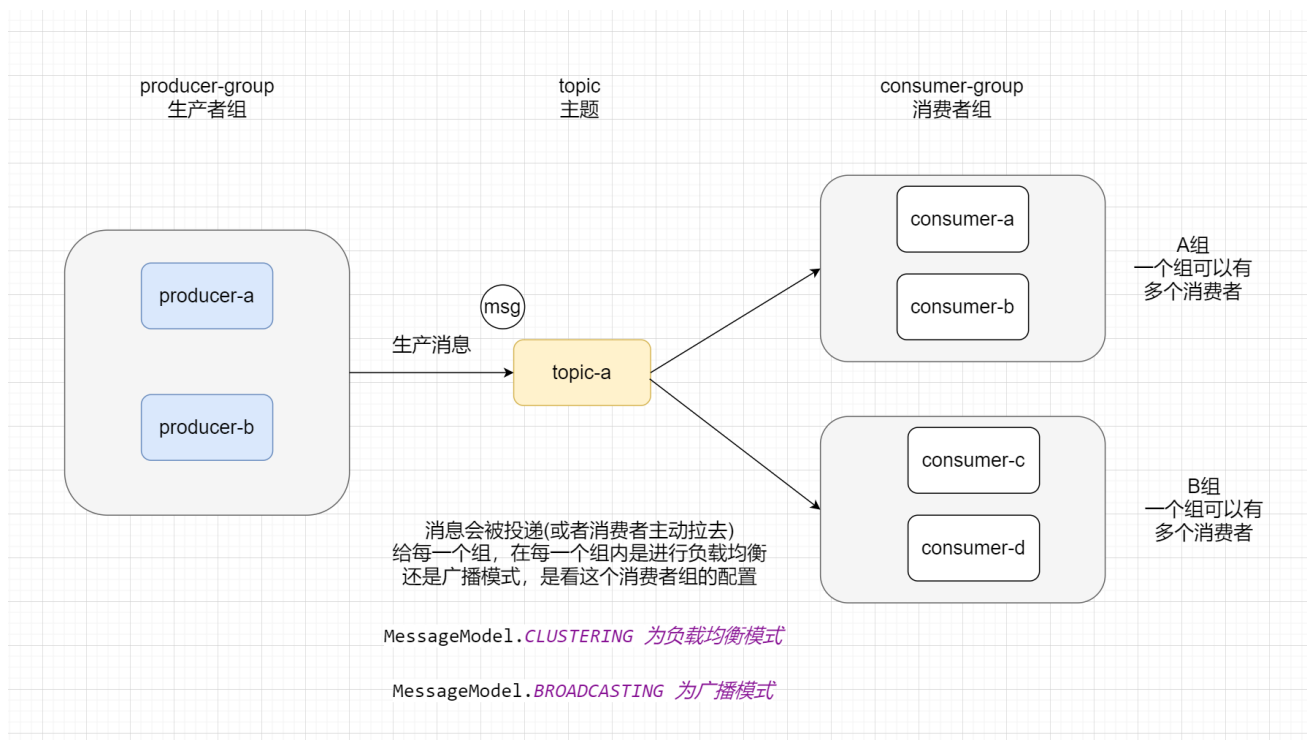 producer-group
生产者组
topic
主题
consumer-group
消费者组
producer-a
producer-b
生产消息
msg
topic-a
consumer-a
consumer-b
A组
一个组可以有
多个消费者
consumer-c
consumer-d
B组
一个组可以有
多个消费者
消息会被投递(或者消费者主动拉去)
给每一个组，在每一个组内是进行负载均衡
还是广播模式，是看这个消费者组的配置
MessageModel.CLUSTERING 为负载均衡模式
MessageModel.BROADCASTING 为广播模式